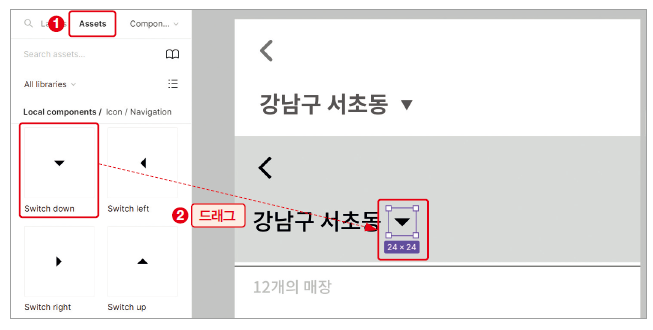 1
Assets
Compon...
Search assets...
All libraries
Local components / Icon / Navigation
Switch down
Switch left
Switch right
Switch up
강남구 서초동 ▼
2 드래그
강남구 서초동
24 × 24
12개의 매장